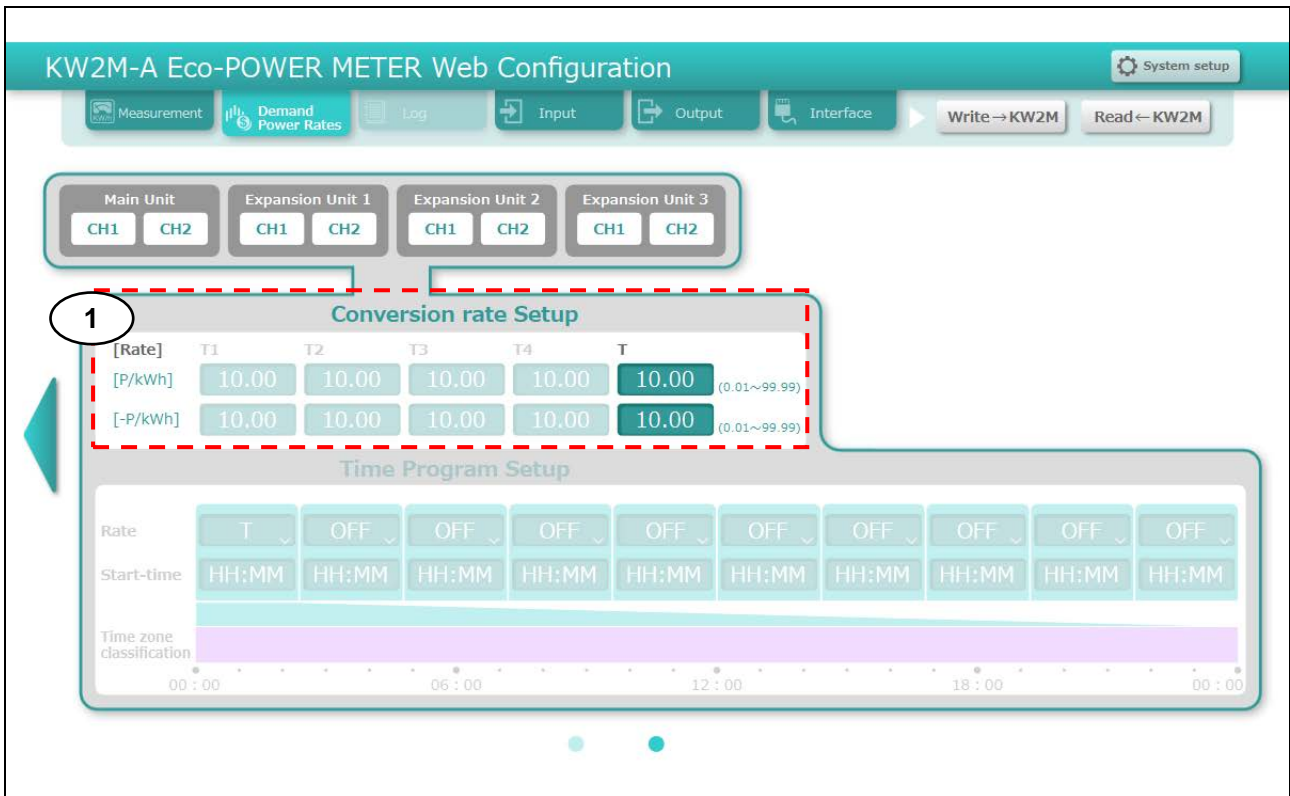 KW2M-A Eco-POWER METER Web Configuration
System setup
Measurement
Demand
Power Rates
Log
Input
Output
Interface
Write→KW2M
Read←KW2M
Main Unit
Expansion Unit 1
Expansion Unit 2
Expansion Unit 3
CH1 CH2 CH1 CH2 CH1 CH2 CH1 CH2
1
Conversion rate Setup
[Rate] T1 T2 T3 T4 T
[P/kWh] 10.00 10.00 10.00 10.00 10.00 (0.01~99.99)
[-P/kWh] 10.00 10.00 10.00 10.00 10.00 (0.01~99.99)
Time Program Setup
Rate T OFF OFF OFF OFF OFF OFF OFF OFF OFF
Start-time HH:MM HH:MM HH:MM HH:MM HH:MM HH:MM HH:MM HH:MM HH:MM HH:MM
Time zone
classification
00 : 00 06 : 00 12 : 00 18 : 00 00 : 00